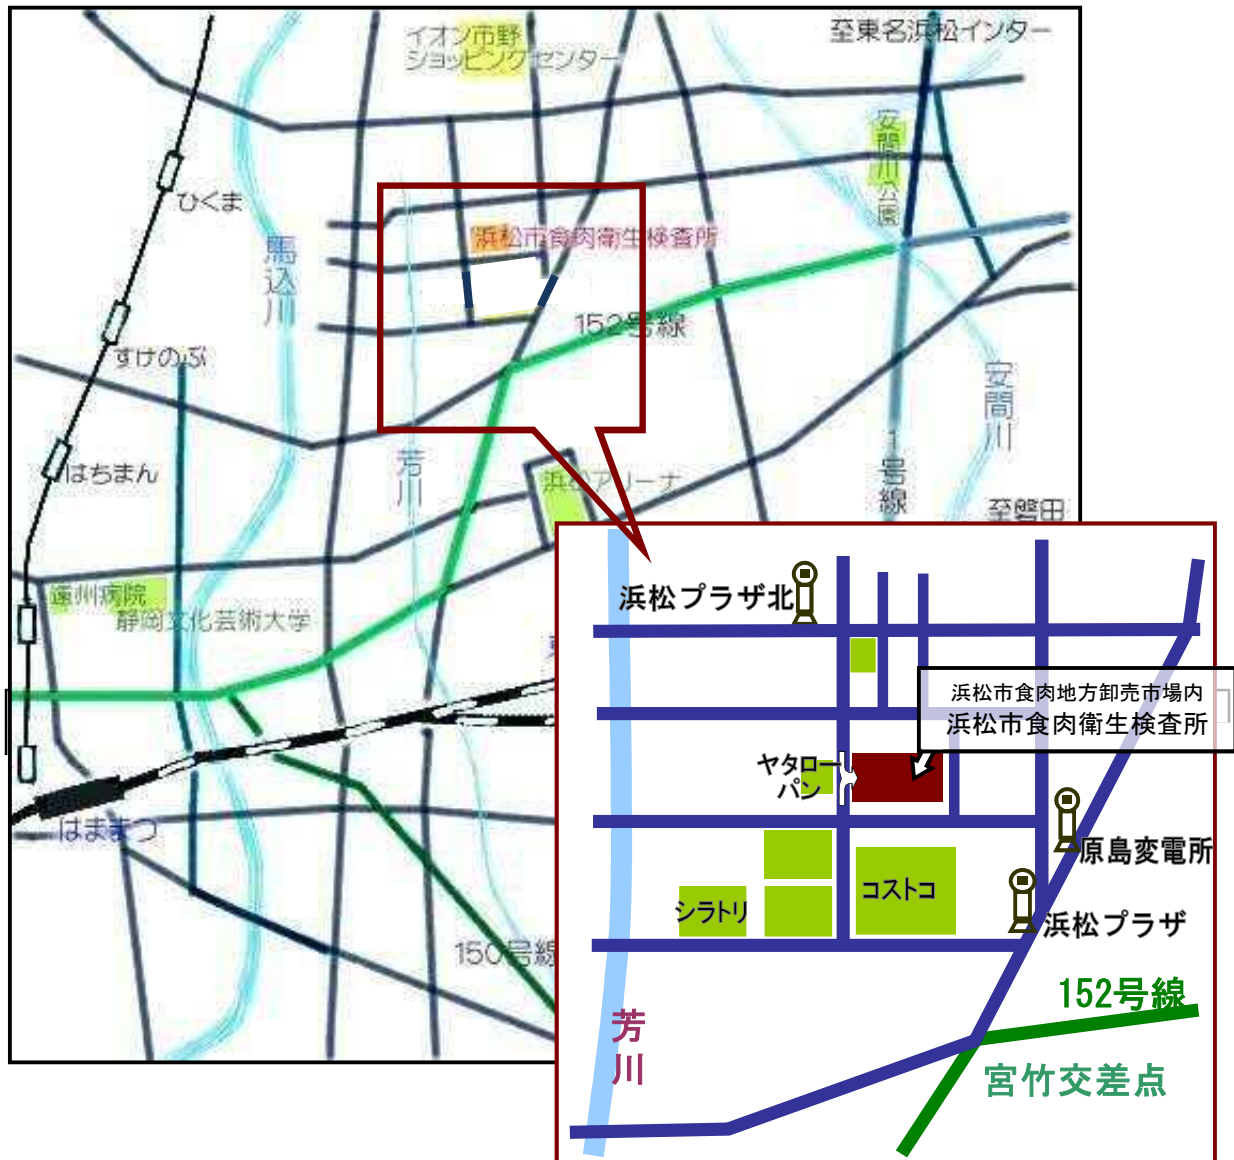 イオン市野
ショッピングセンター
至東名浜松インター
安間川公園
ひくま
馬込川
浜松市食肉衛生検査所
152号線
すけのぶ
安間川
はちまん
芳川
浜松アリーナ
1号線
至磐田
遠州病院
静岡文化芸術大学
はままつ
150号線
浜松プラザ北
浜松市食肉地方卸売市場内
浜松市食肉衛生検査所
ヤタロー
パン
原島変電所
コストコ
シラトリ
浜松プラザ
152号線
芳川
宮竹交差点